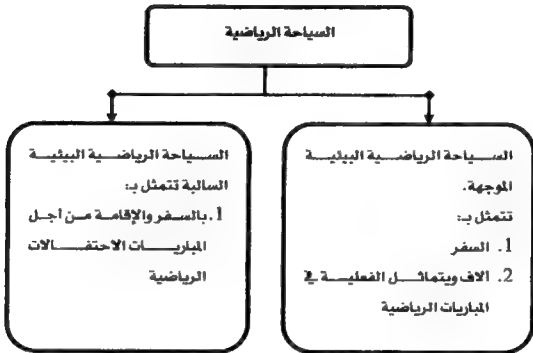 السياحة الرياضية
السياحة الرياضية البيئية
الموجهة.
تتمثل بـ:
1. السفر
2. الاف ويتماثل الفعلية في
المباريات الرياضية
السياحة الرياضية البيئية
السالبة تتمثل بـ:
1. بالسفر والإقامة من أجل
المباريات الاحتفالات
الرياضية